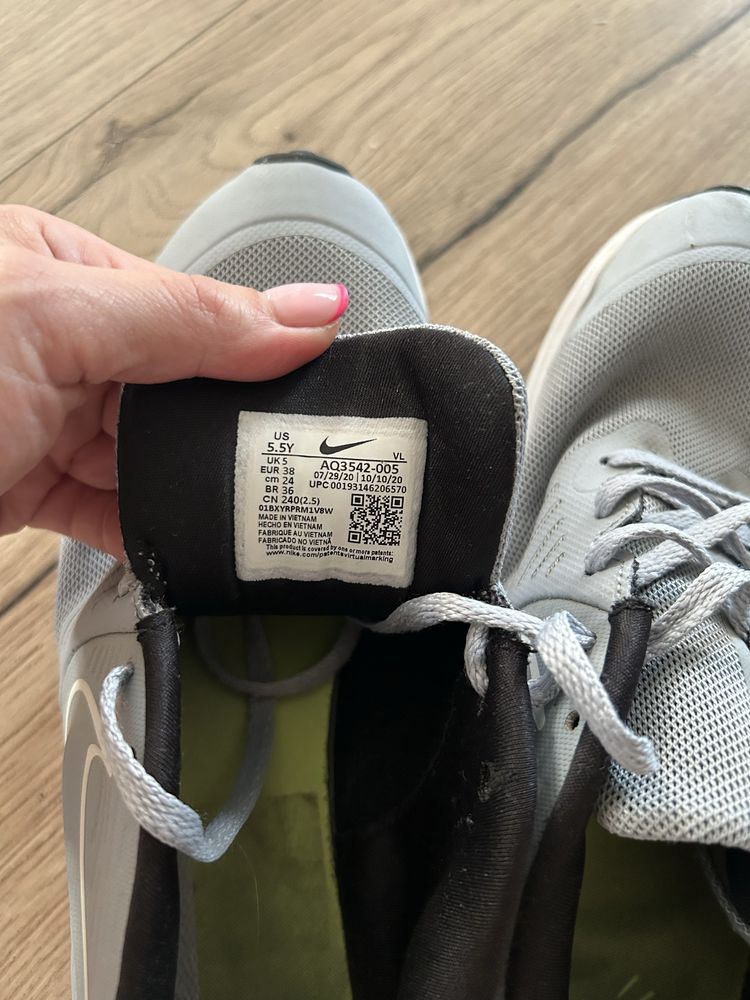 US
5.5Y
VL
UK 5
AQ3542-005
EUR 38
07/29/20 | 10/10/20
cm 24
UPC 00193146206570
BR 36
CN 240(2.5)
01BXYRPRM1V8W
MADE IN VIETNAM
HECHO EN VIETNAM
FABRIQUÉ AU VIETNAM
FABRICADO NO VIETNÃ
This product is covered by one or more patents:
www.nike.com/patentsvirtualmarking